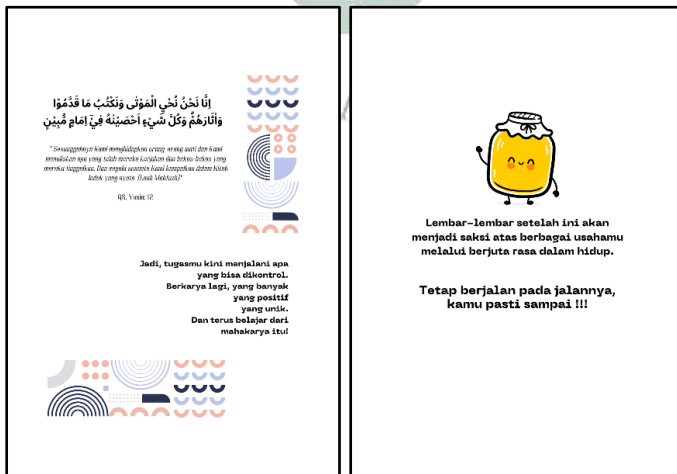 اِنَّا نَحْنُ نُحْيِ الْمَوْتٰى وَنَكْتُبُ مَا قَدَّمُوْا
وَاٰثَارَهُمْۗ وَكُلَّ شَيْءٍ اَحْصَيْنٰهُ فِيْٓ اِمَامٍ مُّبِيْنٍ
" Sesungguhnya Kami menghidupkan orang-orang mati dan Kami
menuliskan apa yang telah mereka kerjakan dan bekas-bekas yang
mereka tinggalkan. Dan segala sesuatu Kami kumpulkan dalam Kitab
Induk yang nyata (Lauh Mahfuzh)"
QS. Yasin: 12
Jadi, tugasmu kini menjalani apa
yang bisa dikontrol.
Berkarya lagi, yang banyak
yang positif
yang unik.
Dan terus belajar dari
mahakarya itu!
Lembar-lembar setelah ini akan
menjadi saksi atas berbagai usahamu
melalui berjuta rasa dalam hidup.
Tetap berjalan pada jalannya,
kamu pasti sampai !!!